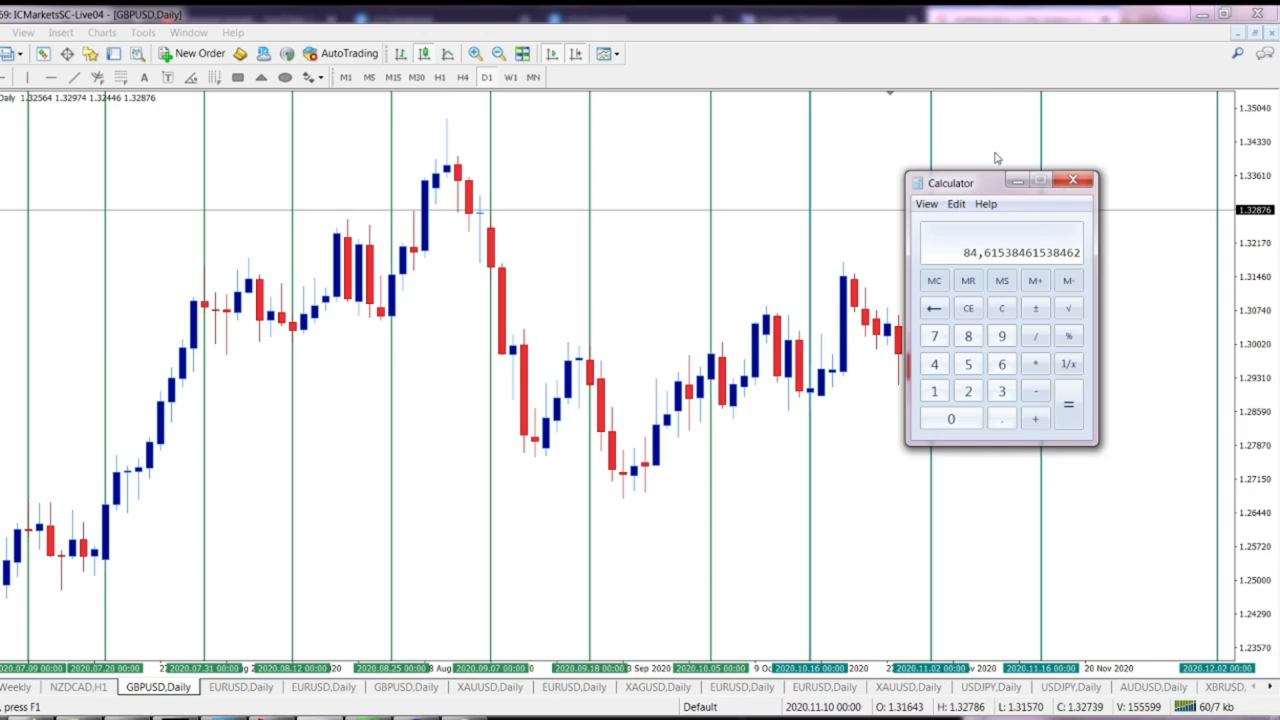 59: ICMarketsSC-Live04 - [GBPUSD,Daily]
View Insert Charts Tools Window Help
New Order AutoTrading
A T M1 M5 M15 M30 H1 H4 D1 W1 MN
Daily 1.32564 1.32974 1.32446 1.32876
1.35040
1.34330
1.33610
1.32876
1.32170
1.31460
1.30740
1.30020
1.29310
1.28590
1.27870
1.27150
1.26440
1.25720
1.25000
1.24290
1.23570
Calculator
View Edit Help
84,61538461538462
MC MR MS M+ M-
← CE C ± √
7 8 9 / %
4 5 6 * 1/x
1 2 3 - =
0 . +
2020.07.09 00:00 2020.07.20 00:00 2020.07.31 00:00 2020.08.12 00:00 2020.08.25 00:00 2020.09.07 00:00 2020.09.18 00:00 2020.10.05 00:00 2020.10.16 00:00 2020.11.02 00:00 2020.11.16 00:00 20 Nov 2020 2020.12.02 00:00
Weekly NZDCAD,H1 GBPUSD,Daily EURUSD,Daily EURUSD,Daily GBPUSD,Daily XAUUSD,Daily EURUSD,Daily XAGUSD,Daily EURUSD,Daily EURUSD,Daily XAUUSD,Daily USDJPY,Daily USDJPY,Daily AUDUSD,Daily XBRUSD,
, press F1 Default 2020.11.10 00:00 O: 1.31643 H: 1.32786 L: 1.31570 C: 1.32739 V: 155599 60/7 kb